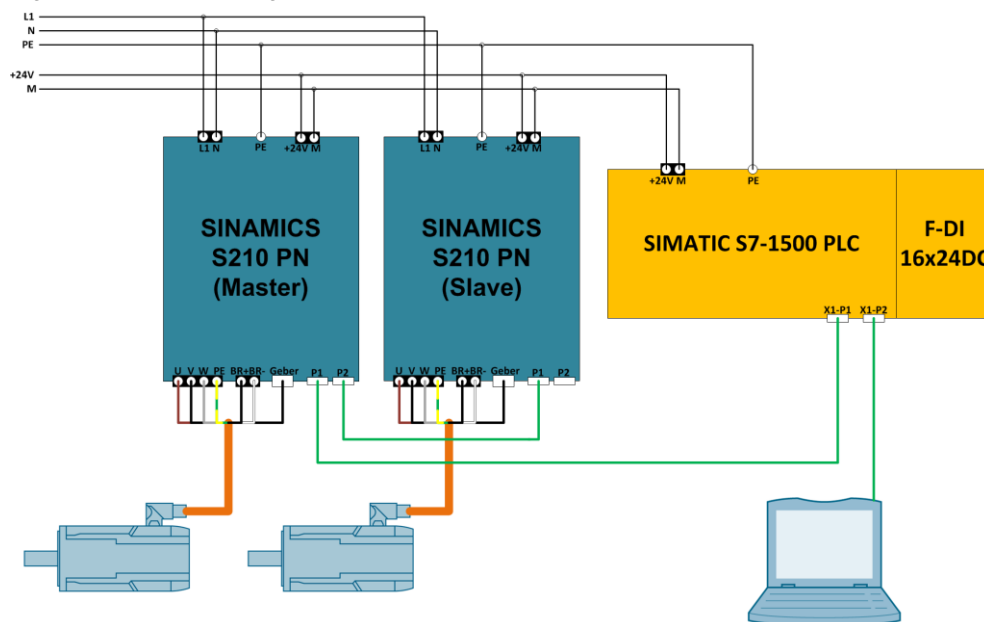 L1
N
PE
+24V
M
L1 N PE +24V M
L1 N PE +24V M
+24V M PE
SINAMICS
S210 PN
(Master)
SINAMICS
S210 PN
(Slave)
SIMATIC S7-1500 PLC
F-DI
16x24DC
X1-P1 X1-P2
U V W PE BR+BR- Geber P1 P2
U V W PE BR+BR- Geber P1 P2